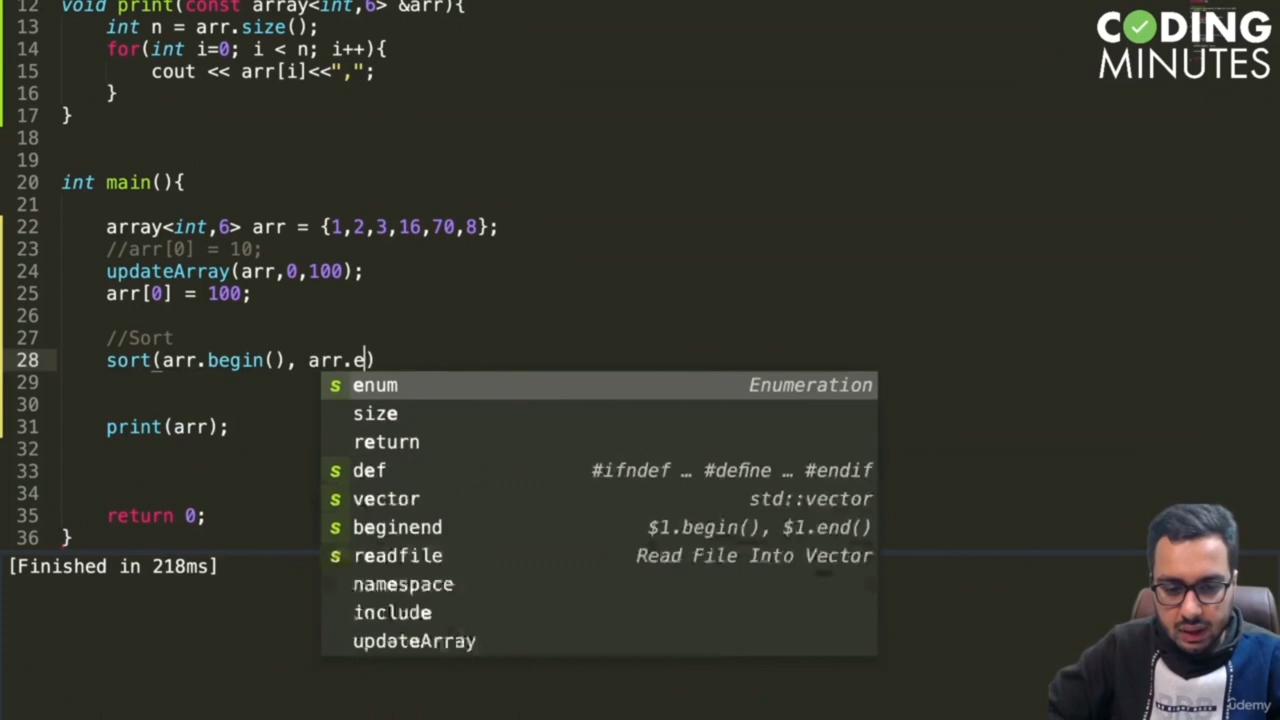 12 void print(const array<int,6> &arr){
13 int n = arr.size();
14 for(int i=0; i < n; i++){
15 cout << arr[i]<<",";
16 }
17 }
18
19
20 int main(){
21
22 array<int,6> arr = {1,2,3,16,70,8};
23 //arr[0] = 10;
24 updateArray(arr,0,100);
25 arr[0] = 100;
26
27 //Sort
28 sort(arr.begin(), arr.e)
29
30
31 print(arr);
32
33
34
35 return 0;
36 }
s enum Enumeration
size
return
s def #ifndef … #define … #endif
s vector std::vector
s beginend $1.begin(), $1.end()
s readfile Read File Into Vector
namespace
include
updateArray
[Finished in 218ms]
CODING
MINUTES
ûdemy